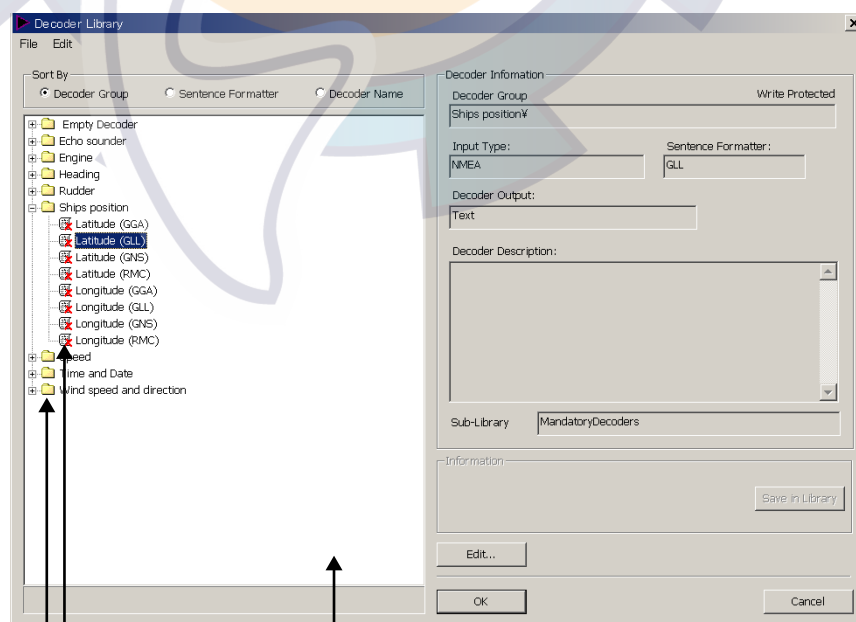 Decoder Library
File Edit
Sort By
Decoder Group Sentence Formatter Decoder Name
Empty Decoder
Echo sounder
Engine
Heading
Rudder
Ships position
Latitude (GGA)
Latitude (GLL)
Latitude (GNS)
Latitude (RMC)
Longitude (GGA)
Longitude (GLL)
Longitude (GNS)
Longitude (RMC)
Speed
Time and Date
Wind speed and direction
Decoder Infomation
Decoder Group Write Protected
Ships position¥
Input Type: Sentence Formatter:
NMEA GLL
Decoder Output:
Text
Decoder Description:
Sub-Library MandatoryDecoders
Information
Save in Library
Edit...
OK Cancel